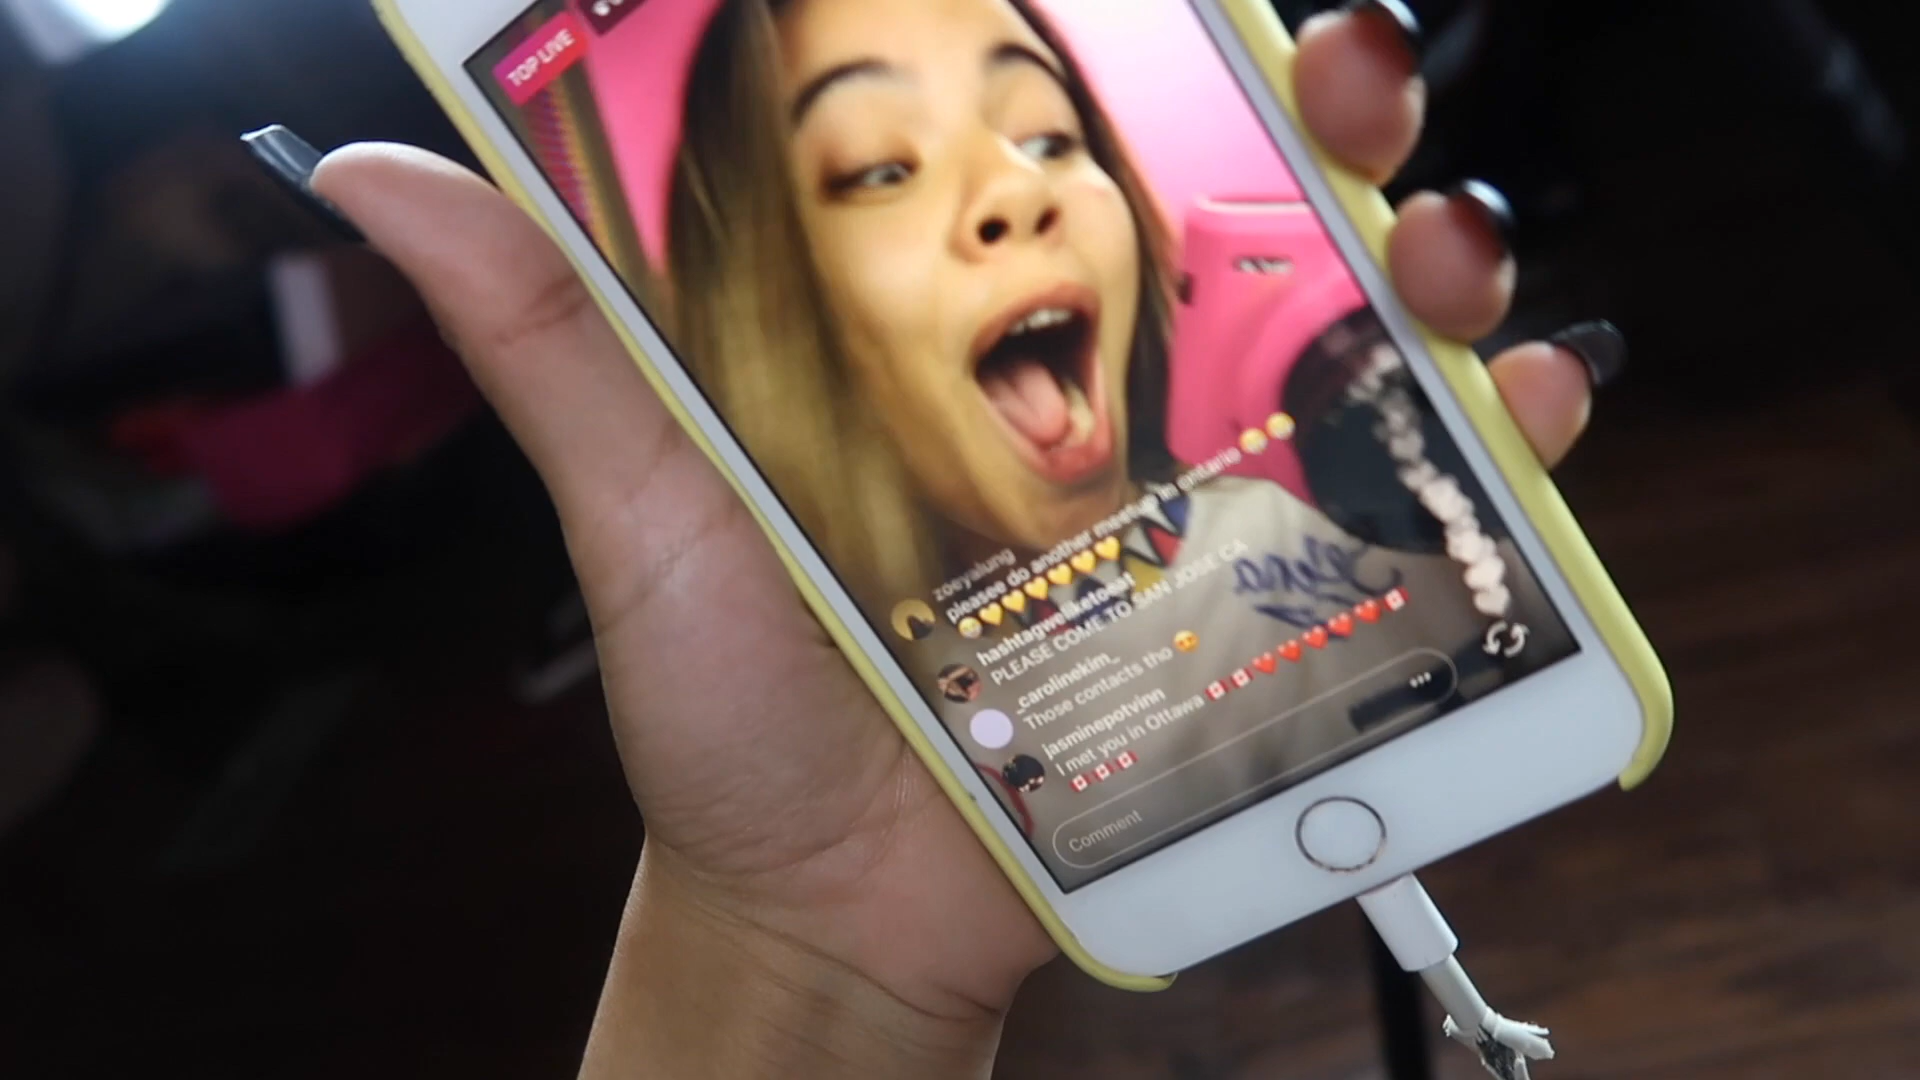 TOP LIVE
zoeyalung
pleasee do another meetup in ontario
hashtagweliketoeat
PLEASE COME TO SAN JOSE CA
_carolinekim_
Those contacts tho
jasminepotvinn
I met you in Ottawa
Comment